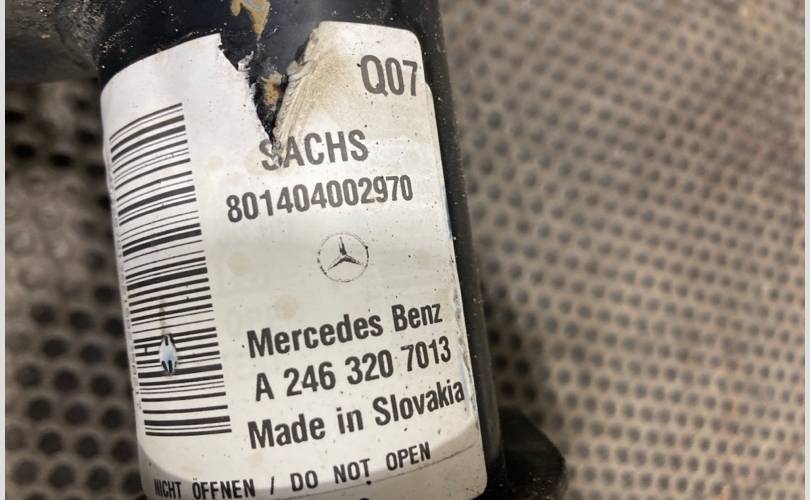 Q07
SACHS
801404002970
Mercedes Benz
A 246 320 7013
Made in Slovakia
NICHT ÖFFNEN / DO NOT OPEN